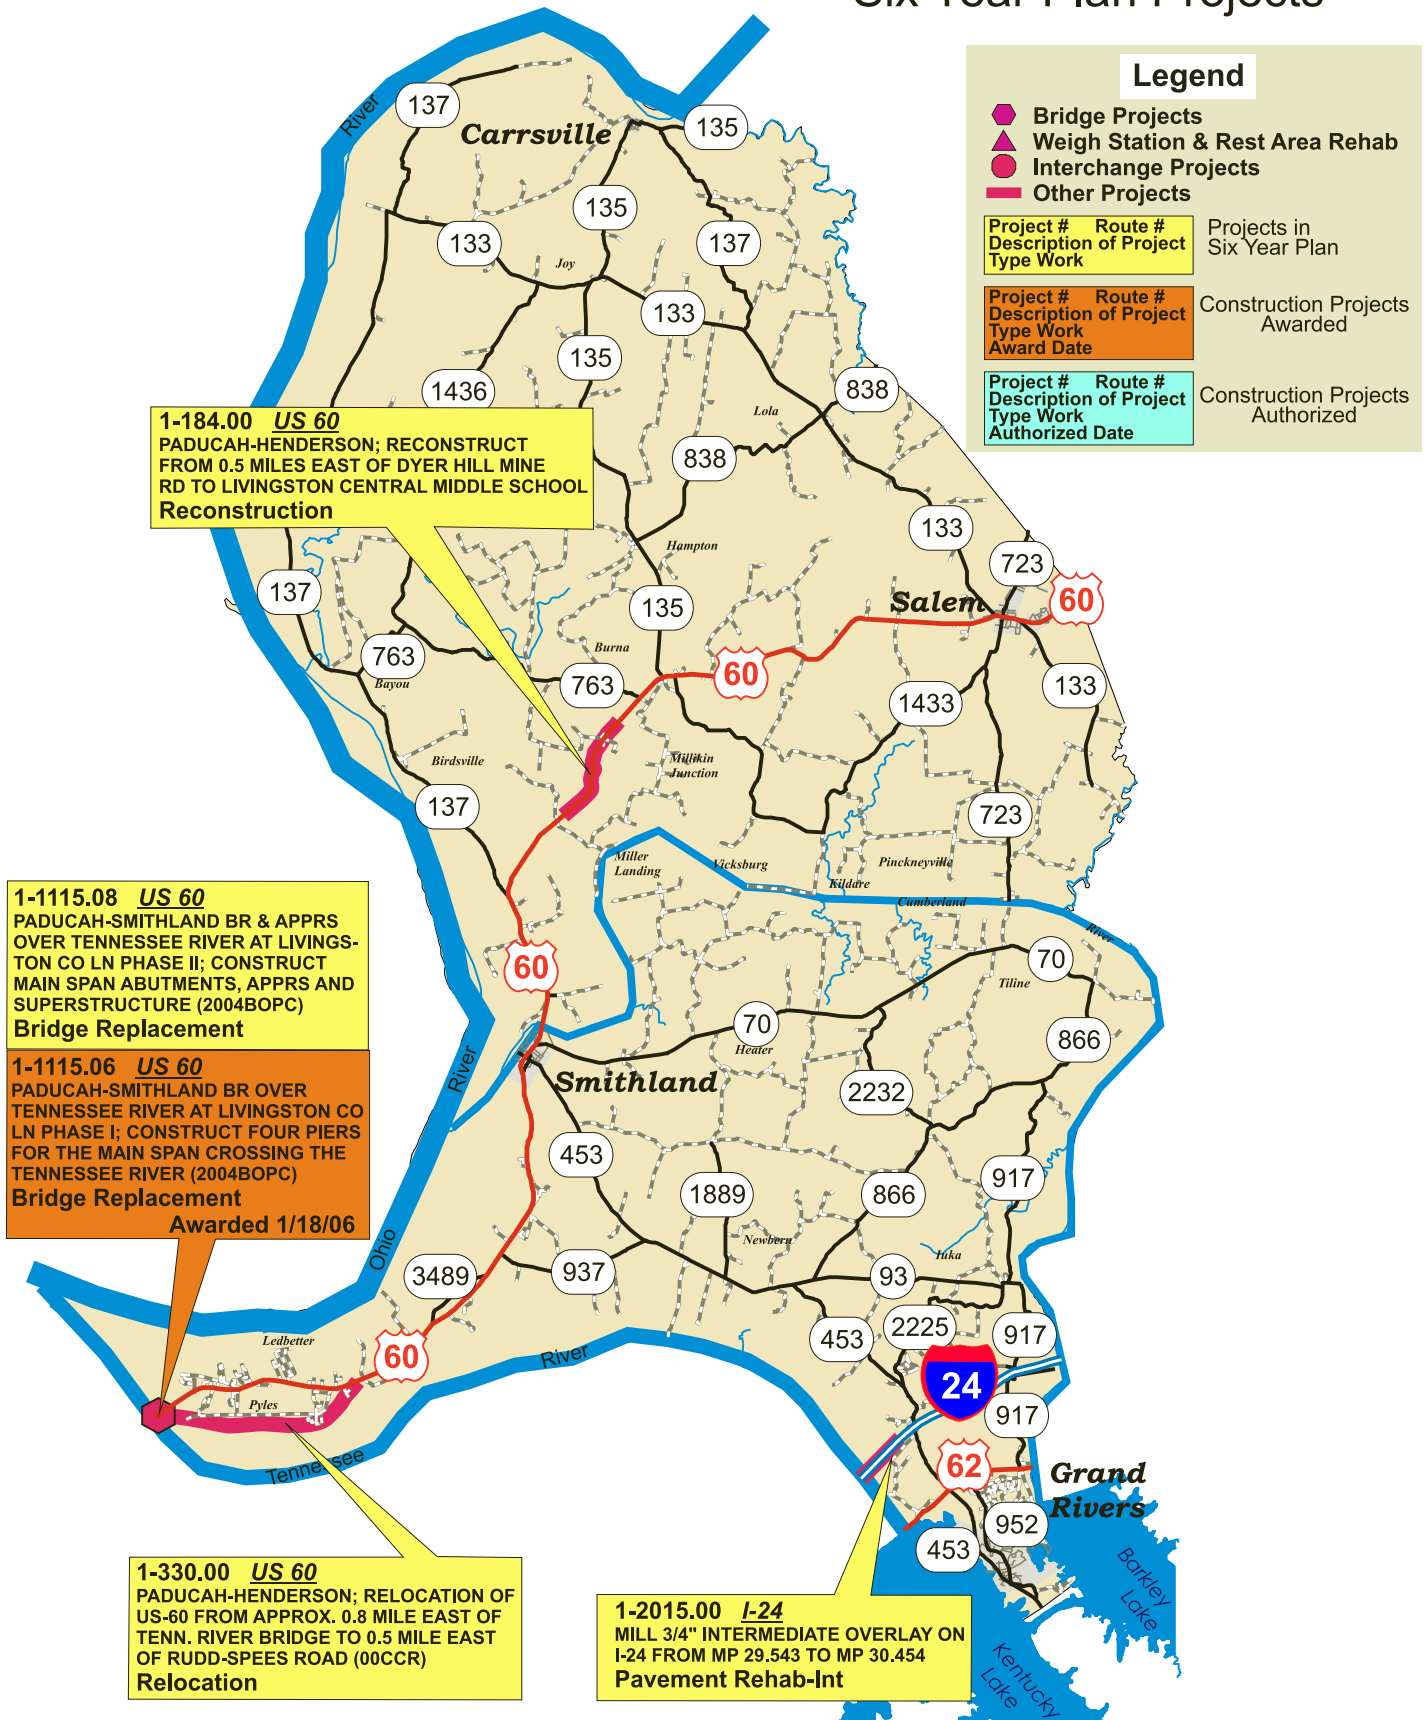 Six Year Plan Projects
Legend
Bridge Projects
Weigh Station & Rest Area Rehab
Interchange Projects
Other Projects
Project # Route #
Description of Project
Type Work
Projects in
Six Year Plan
Project # Route #
Description of Project
Type Work
Award Date
Construction Projects
Awarded
Project # Route #
Description of Project
Type Work
Authorized Date
Construction Projects
Authorized
River
137
Carrsville
135
135
133
137
Joy
133
135
1436
838
Lola
838
1-184.00 US 60
PADUCAH-HENDERSON; RECONSTRUCT
FROM 0.5 MILES EAST OF DYER HILL MINE
RD TO LIVINGSTON CENTRAL MIDDLE SCHOOL
Reconstruction
133
Hampton
723
137
135
Salem
60
Burna
763
Bayou
763
60
133
1433
Birdsville
Millikin
Junction
137
723
Miller
Landing
Vicksburg
Pinckneyville
Kildare
Cumberland
River
1-1115.08 US 60
PADUCAH-SMITHLAND BR & APPRS
OVER TENNESSEE RIVER AT LIVINGS-
TON CO LN PHASE II; CONSTRUCT
MAIN SPAN ABUTMENTS, APPRS AND
SUPERSTRUCTURE (2004BOPC)
Bridge Replacement
60
70
Tiline
70
Heater
866
1-1115.06 US 60
PADUCAH-SMITHLAND BR OVER
TENNESSEE RIVER AT LIVINGSTON CO
LN PHASE I; CONSTRUCT FOUR PIERS
FOR THE MAIN SPAN CROSSING THE
TENNESSEE RIVER (2004BOPC)
Bridge Replacement
Awarded 1/18/06
River
Smithland
2232
453
1889
866
917
Newbern
Iuka
Ohio
3489
937
93
453
2225
917
Ledbetter
60
River
24
Pyles
917
Tennessee
62
Grand
Rivers
952
453
Barkley
Lake
1-330.00 US 60
PADUCAH-HENDERSON; RELOCATION OF
US-60 FROM APPROX. 0.8 MILE EAST OF
TENN. RIVER BRIDGE TO 0.5 MILE EAST
OF RUDD-SPEES ROAD (00CCR)
Relocation
1-2015.00 I-24
MILL 3/4" INTERMEDIATE OVERLAY ON
I-24 FROM MP 29.543 TO MP 30.454
Pavement Rehab-Int
Kentucky
Lake